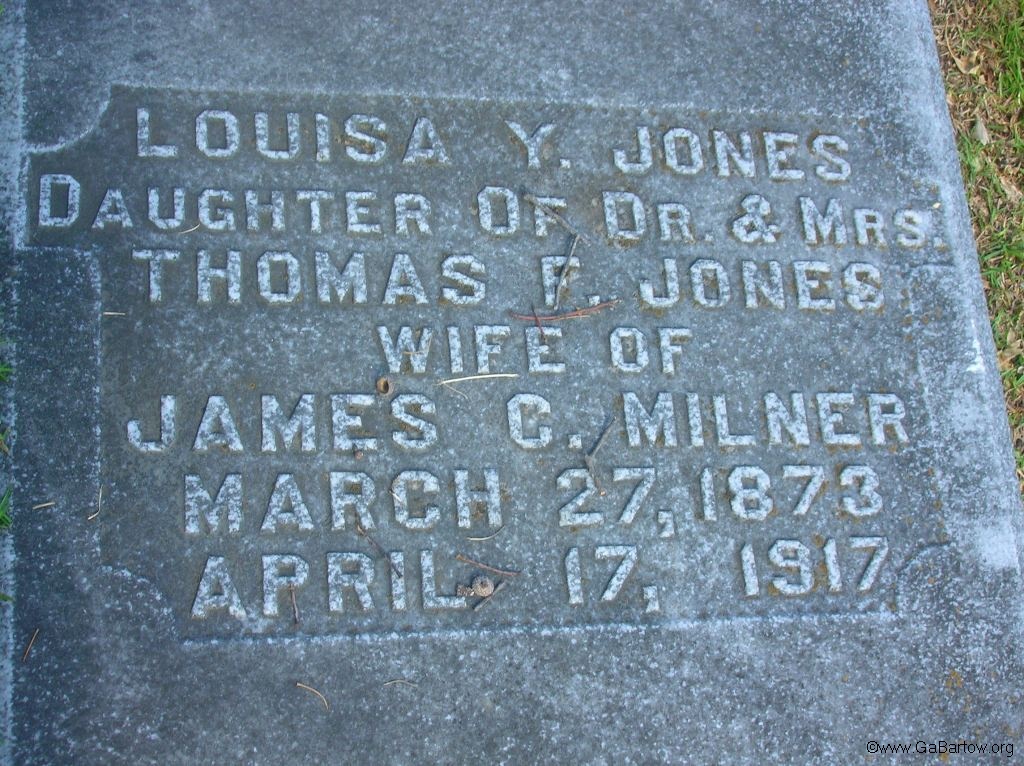 LOUISA Y. JONES
DAUGHTER OF DR. & MRS.
THOMAS F. JONES
WIFE OF
JAMES C. MILNER
MARCH 27, 1873
APRIL 17, 1917
©www.GaBartow.org